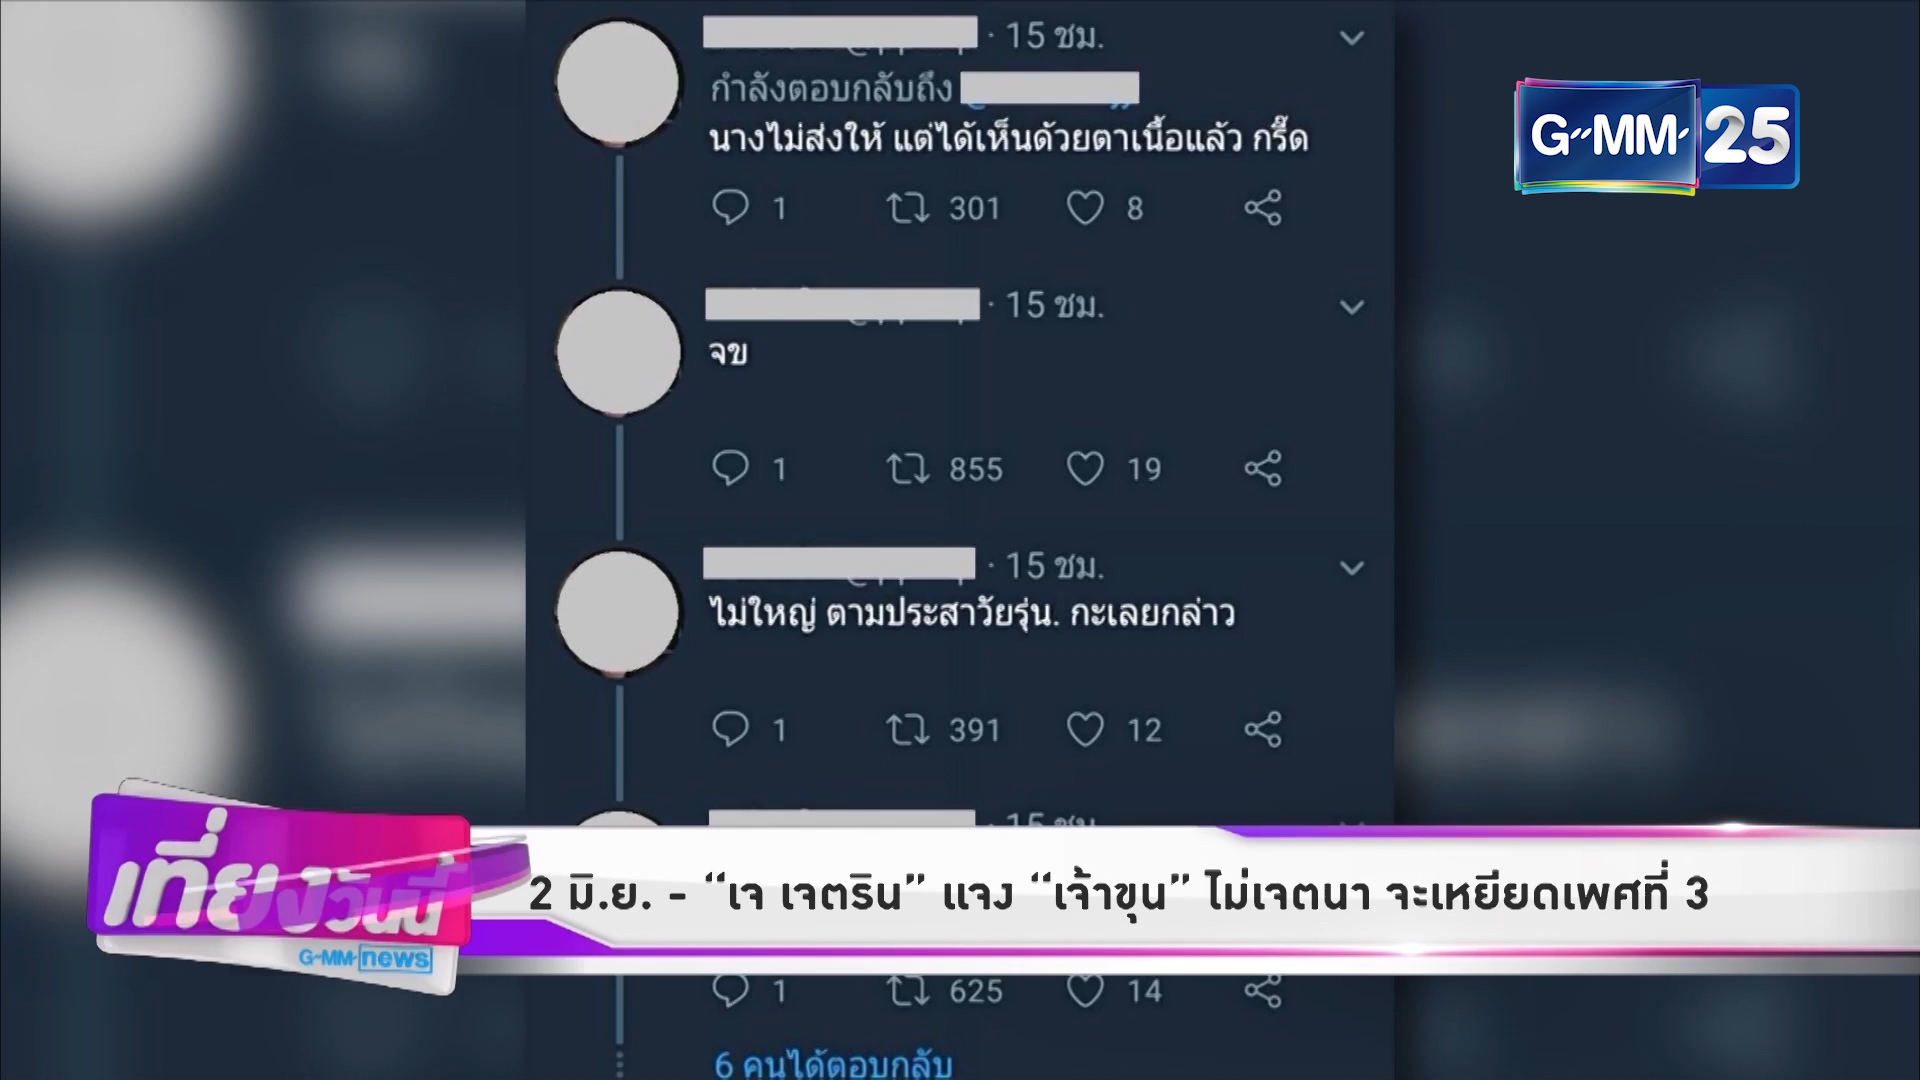 · 15 ชม.
กำลังตอบกลับถึง
นางไม่ส่งให้ แต่ได้เห็นด้วยตาเนื้อแล้ว กรี๊ด
1 301 8
G-MM- 25
· 15 ชม.
จข
1 855 19
· 15 ชม.
ไม่ใหญ่ ตามประสาวัยรุ่น. กะเลยกล่าว
1 391 12
· 15 ชม.
เที่ยงวันนี้
G-MM- news
2 มิ.ย. - “เจ เจตริน” แจง “เจ้าขุน” ไม่เจตนา จะเหยียดเพศที่ 3
1 625 14
6 คนได้ตอบกลับ